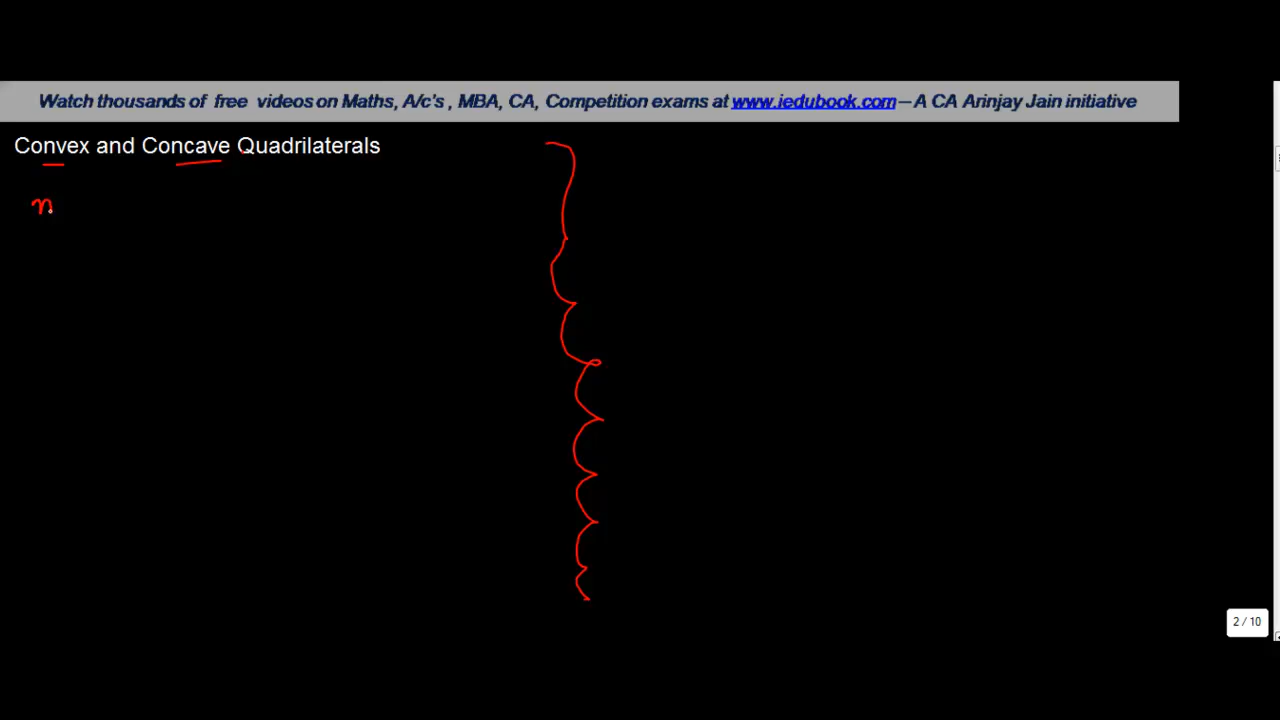 Watch thousands of free videos on Maths, A/c's , MBA, CA, Competition exams at www.iedubook.com – A CA Arinjay Jain initiative
Convex and Concave Quadrilaterals
n
2 / 10